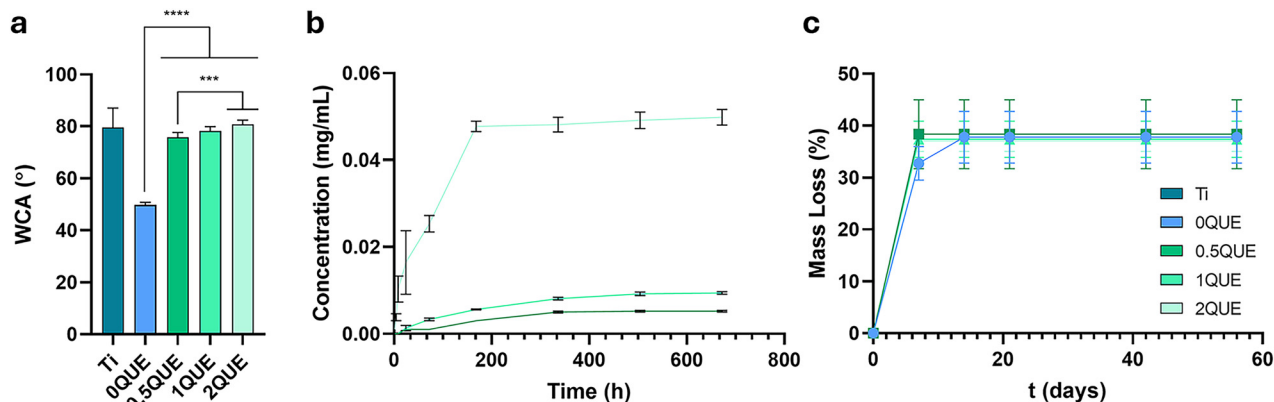 a
****
***
100
80
60
40
20
0
WCA (°)
Ti
0QUE
0.5QUE
1QUE
2QUE
b
0.06
0.04
0.02
0.00
Concentration (mg/mL)
0
200
400
600
800
Time (h)
c
50
40
30
20
10
0
Mass Loss (%)
0
20
40
60
t (days)
Ti
0QUE
0.5QUE
1QUE
2QUE